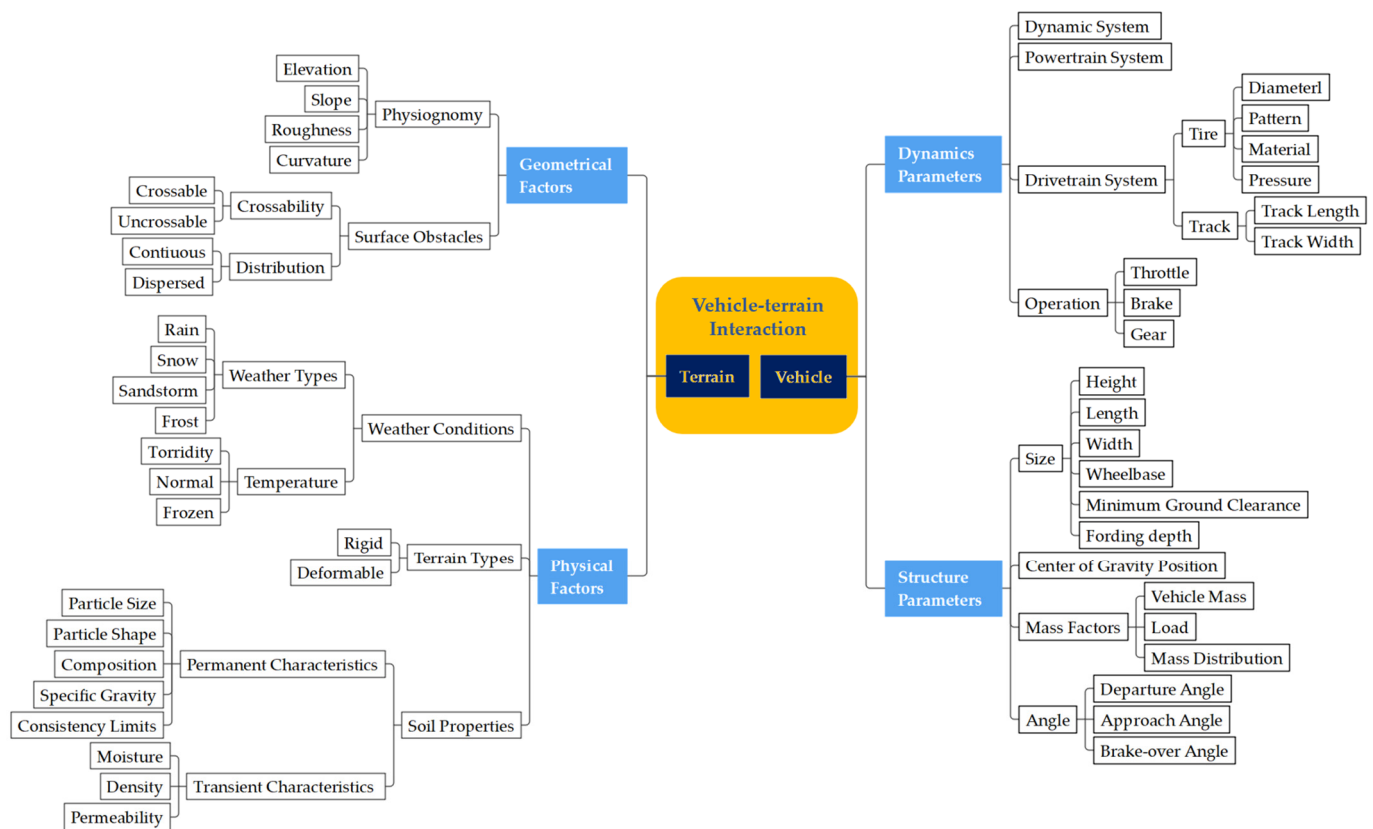 Vehicle-terrain
Interaction
Terrain
Vehicle
Geometrical
Factors
Physiognomy
Elevation
Slope
Roughness
Curvature
Surface Obstacles
Crossability
Crossable
Uncrossable
Distribution
Contiuous
Dispersed
Physical
Factors
Weather Conditions
Weather Types
Rain
Snow
Sandstorm
Frost
Temperature
Torridity
Normal
Frozen
Terrain Types
Rigid
Deformable
Soil Properties
Permanent Characteristics
Particle Size
Particle Shape
Composition
Specific Gravity
Consistency Limits
Transient Characteristics
Moisture
Density
Permeability
Dynamics
Parameters
Dynamic System
Powertrain System
Drivetrain System
Tire
Diameterl
Pattern
Material
Pressure
Track
Track Length
Track Width
Operation
Throttle
Brake
Gear
Structure
Parameters
Size
Height
Length
Width
Wheelbase
Minimum Ground Clearance
Fording depth
Center of Gravity Position
Mass Factors
Vehicle Mass
Load
Mass Distribution
Angle
Departure Angle
Approach Angle
Brake-over Angle